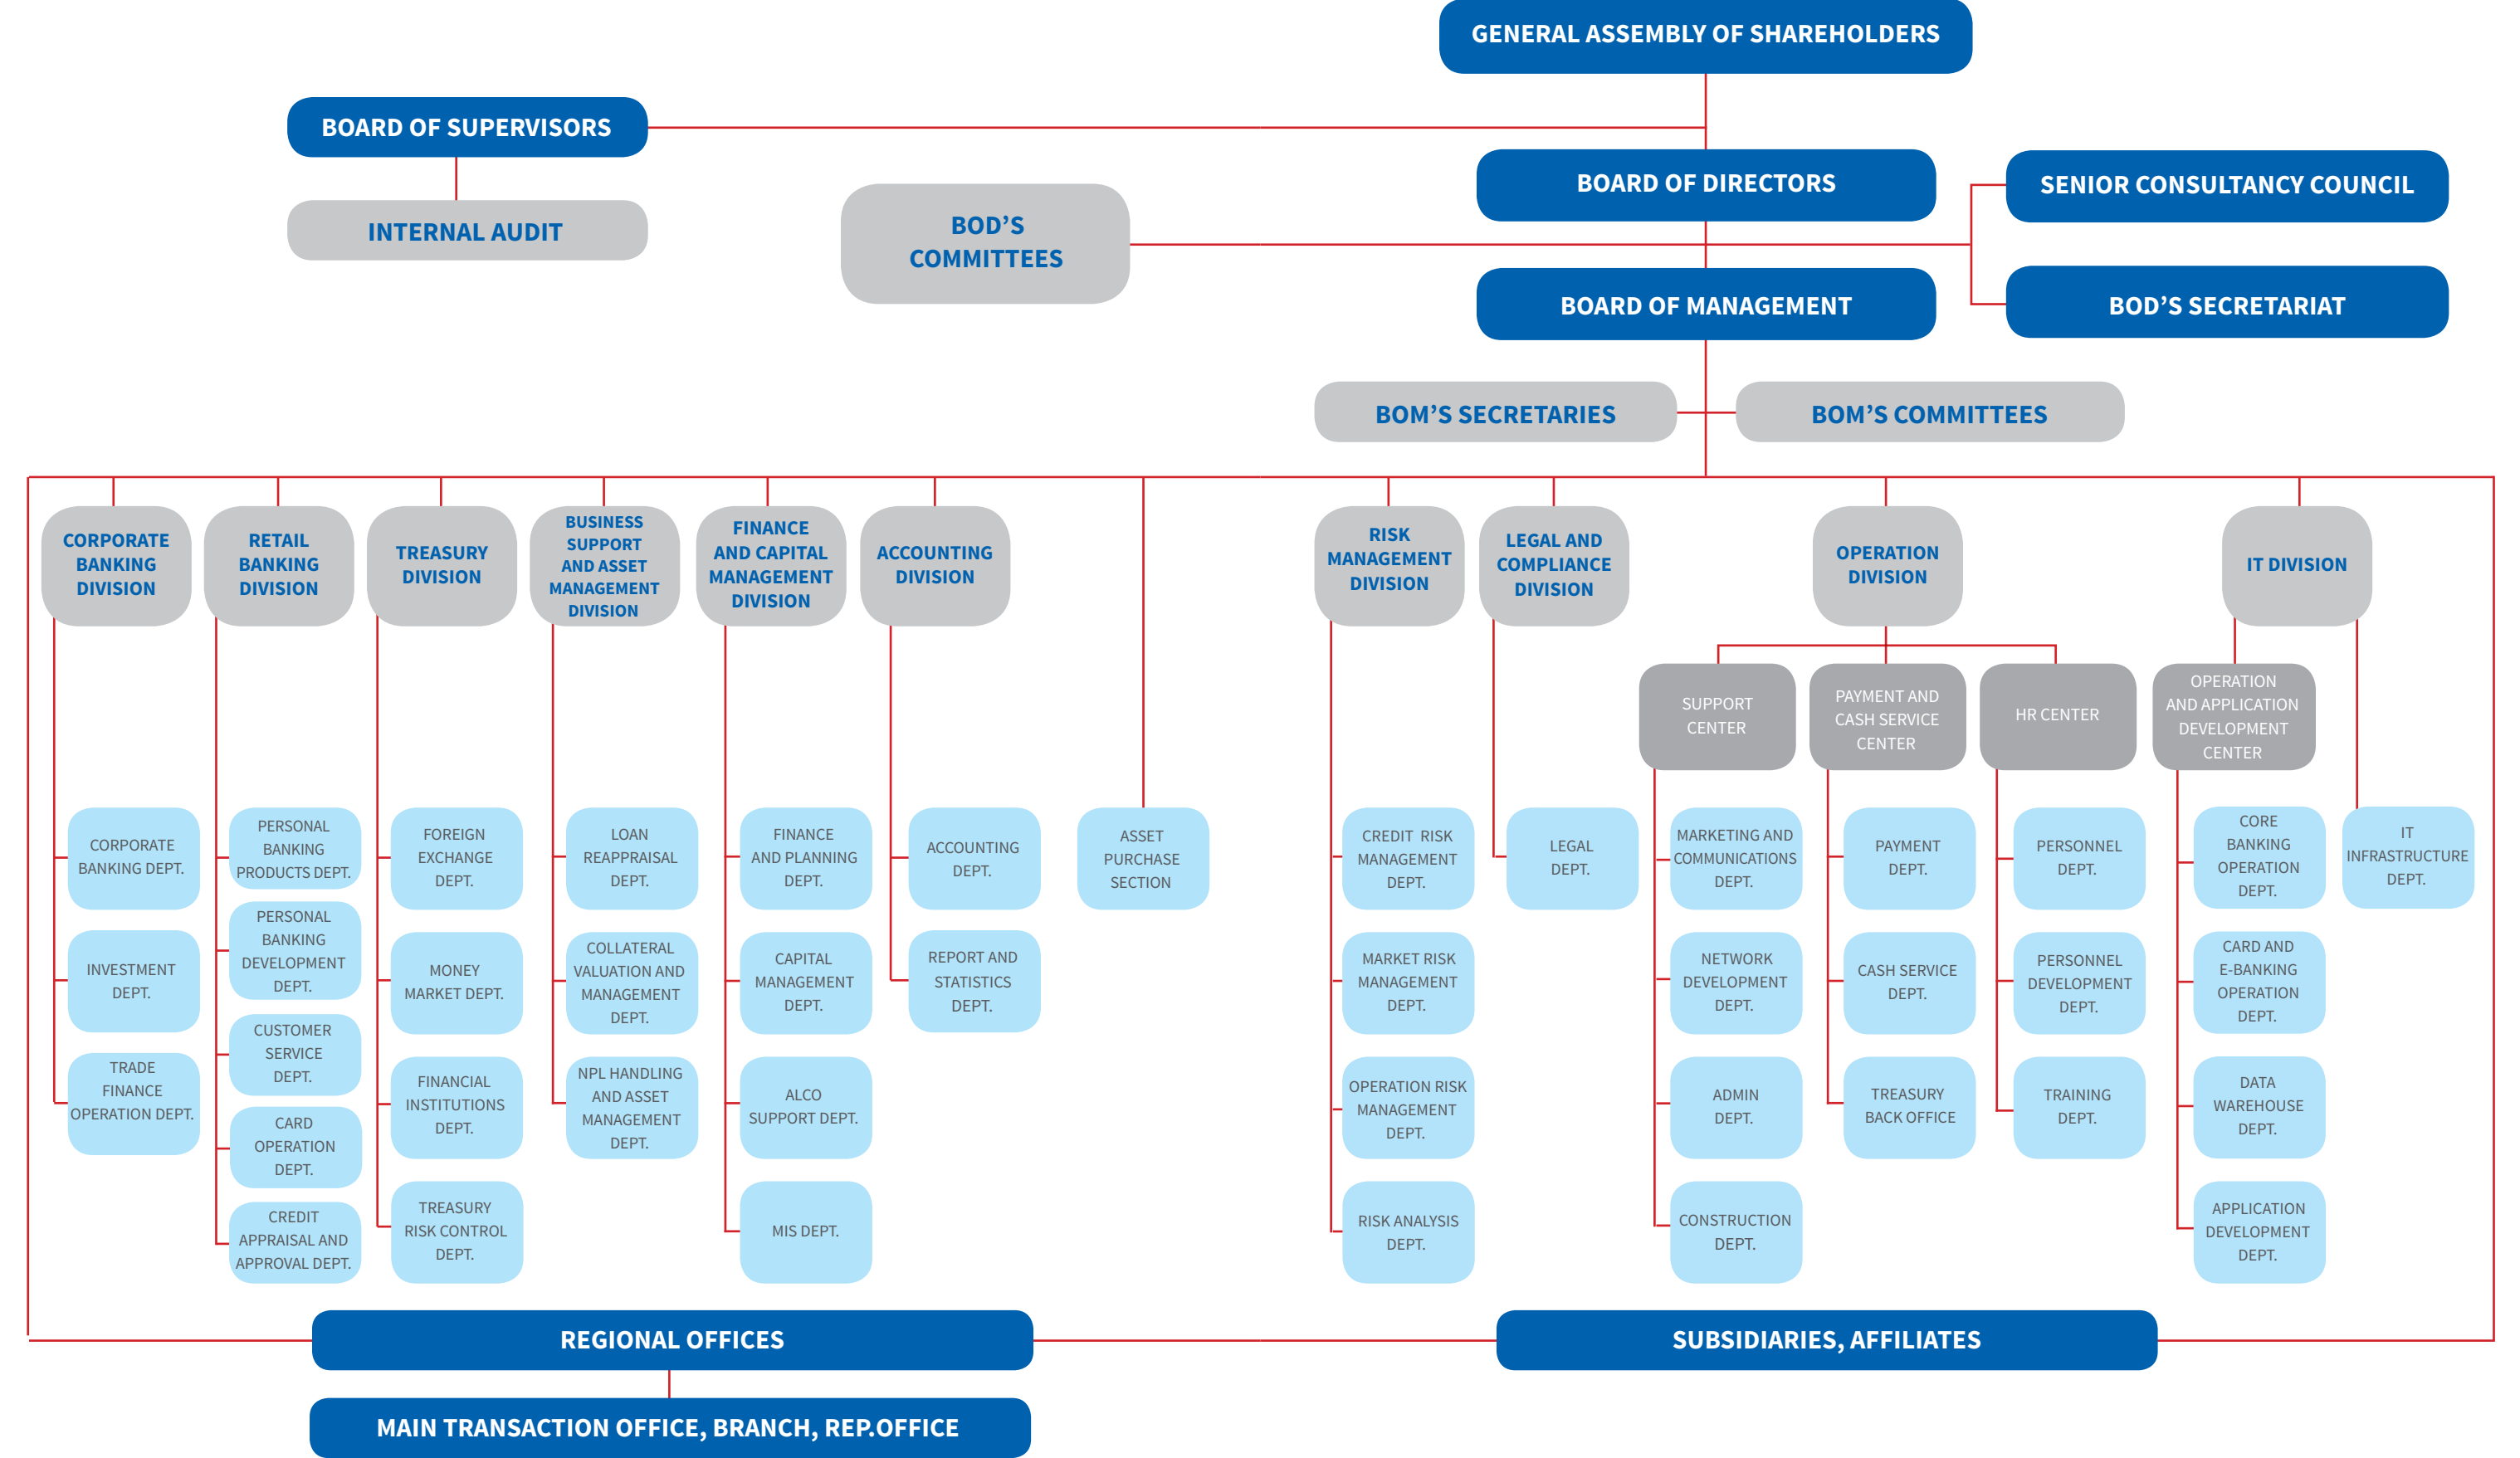 GENERAL ASSEMBLY OF SHAREHOLDERS
BOARD OF SUPERVISORS
INTERNAL AUDIT
BOARD OF DIRECTORS
SENIOR CONSULTANCY COUNCIL
BOD’S
COMMITTEES
BOARD OF MANAGEMENT
BOD’S SECRETARIAT
BOM’S SECRETARIES
BOM’S COMMITTEES
CORPORATE
BANKING
DIVISION
RETAIL
BANKING
DIVISION
TREASURY
DIVISION
BUSINESS
SUPPORT
AND ASSET
MANAGEMENT
DIVISION
FINANCE
AND CAPITAL
MANAGEMENT
DIVISION
ACCOUNTING
DIVISION
RISK
MANAGEMENT
DIVISION
LEGAL AND
COMPLIANCE
DIVISION
OPERATION
DIVISION
IT DIVISION
SUPPORT
CENTER
PAYMENT AND
CASH SERVICE
CENTER
HR CENTER
OPERATION
AND APPLICATION
DEVELOPMENT
CENTER
CORPORATE
BANKING DEPT.
INVESTMENT
DEPT.
TRADE
FINANCE
OPERATION DEPT.
PERSONAL
BANKING
PRODUCTS DEPT.
PERSONAL
BANKING
DEVELOPMENT
DEPT.
CUSTOMER
SERVICE
DEPT.
CARD
OPERATION
DEPT.
CREDIT
APPRAISAL AND
APPROVAL DEPT.
FOREIGN
EXCHANGE
DEPT.
MONEY
MARKET DEPT.
FINANCIAL
INSTITUTIONS
DEPT.
TREASURY
RISK CONTROL
DEPT.
LOAN
REAPPRAISAL
DEPT.
COLLATERAL
VALUATION AND
MANAGEMENT
DEPT.
NPL HANDLING
AND ASSET
MANAGEMENT
DEPT.
FINANCE
AND PLANNING
DEPT.
CAPITAL
MANAGEMENT
DEPT.
ALCO
SUPPORT DEPT.
MIS DEPT.
ACCOUNTING
DEPT.
REPORT AND
STATISTICS
DEPT.
ASSET
PURCHASE
SECTION
CREDIT RISK
MANAGEMENT
DEPT.
MARKET RISK
MANAGEMENT
DEPT.
OPERATION RISK
MANAGEMENT
DEPT.
RISK ANALYSIS
DEPT.
LEGAL
DEPT.
MARKETING AND
COMMUNICATIONS
DEPT.
NETWORK
DEVELOPMENT
DEPT.
ADMIN
DEPT.
CONSTRUCTION
DEPT.
PAYMENT
DEPT.
CASH SERVICE
DEPT.
TREASURY
BACK OFFICE
PERSONNEL
DEPT.
PERSONNEL
DEVELOPMENT
DEPT.
TRAINING
DEPT.
CORE
BANKING
OPERATION
DEPT.
CARD AND
E-BANKING
OPERATION
DEPT.
DATA
WAREHOUSE
DEPT.
APPLICATION
DEVELOPMENT
DEPT.
IT
INFRASTRUCTURE
DEPT.
REGIONAL OFFICES
SUBSIDIARIES, AFFILIATES
MAIN TRANSACTION OFFICE, BRANCH, REP.OFFICE